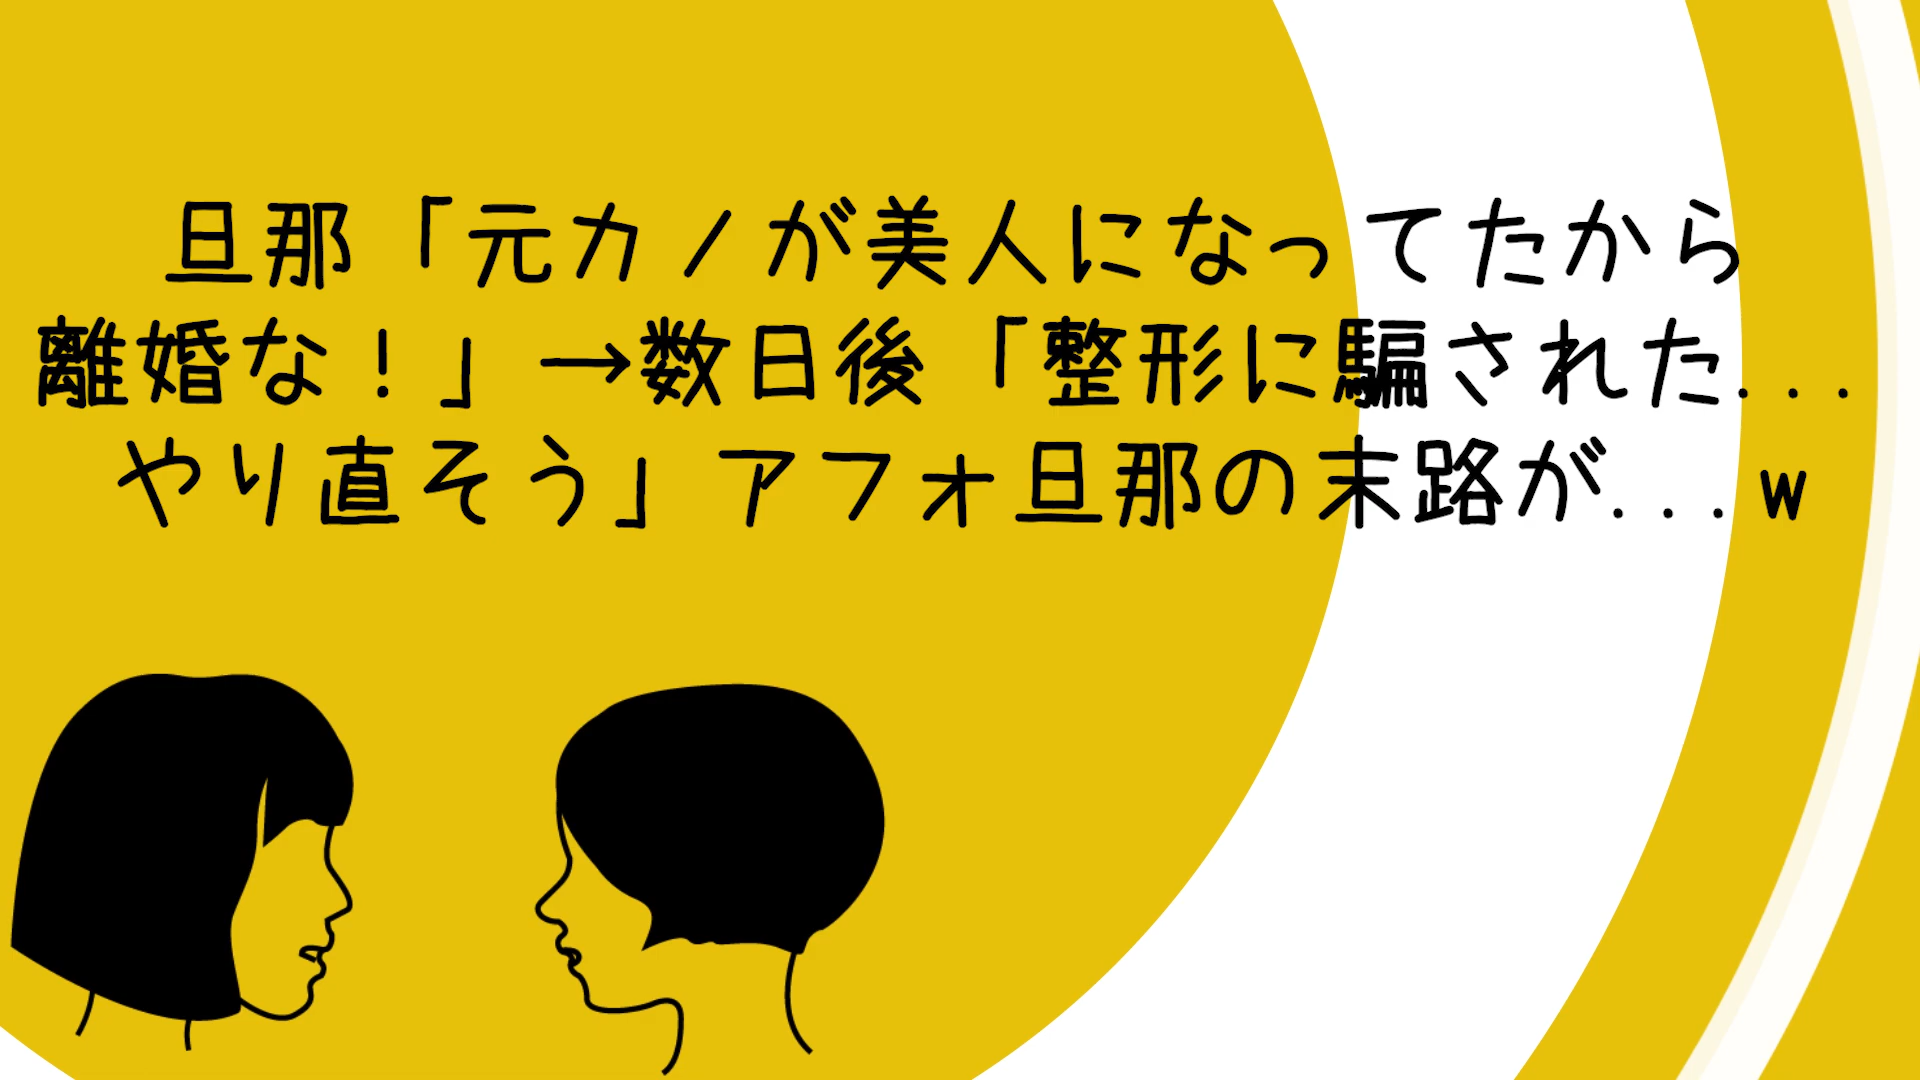 旦那「元カノが美人になってたから
離婚な！」→数日後「整形に騙された...
やり直そう」アフォ旦那の末路が...w